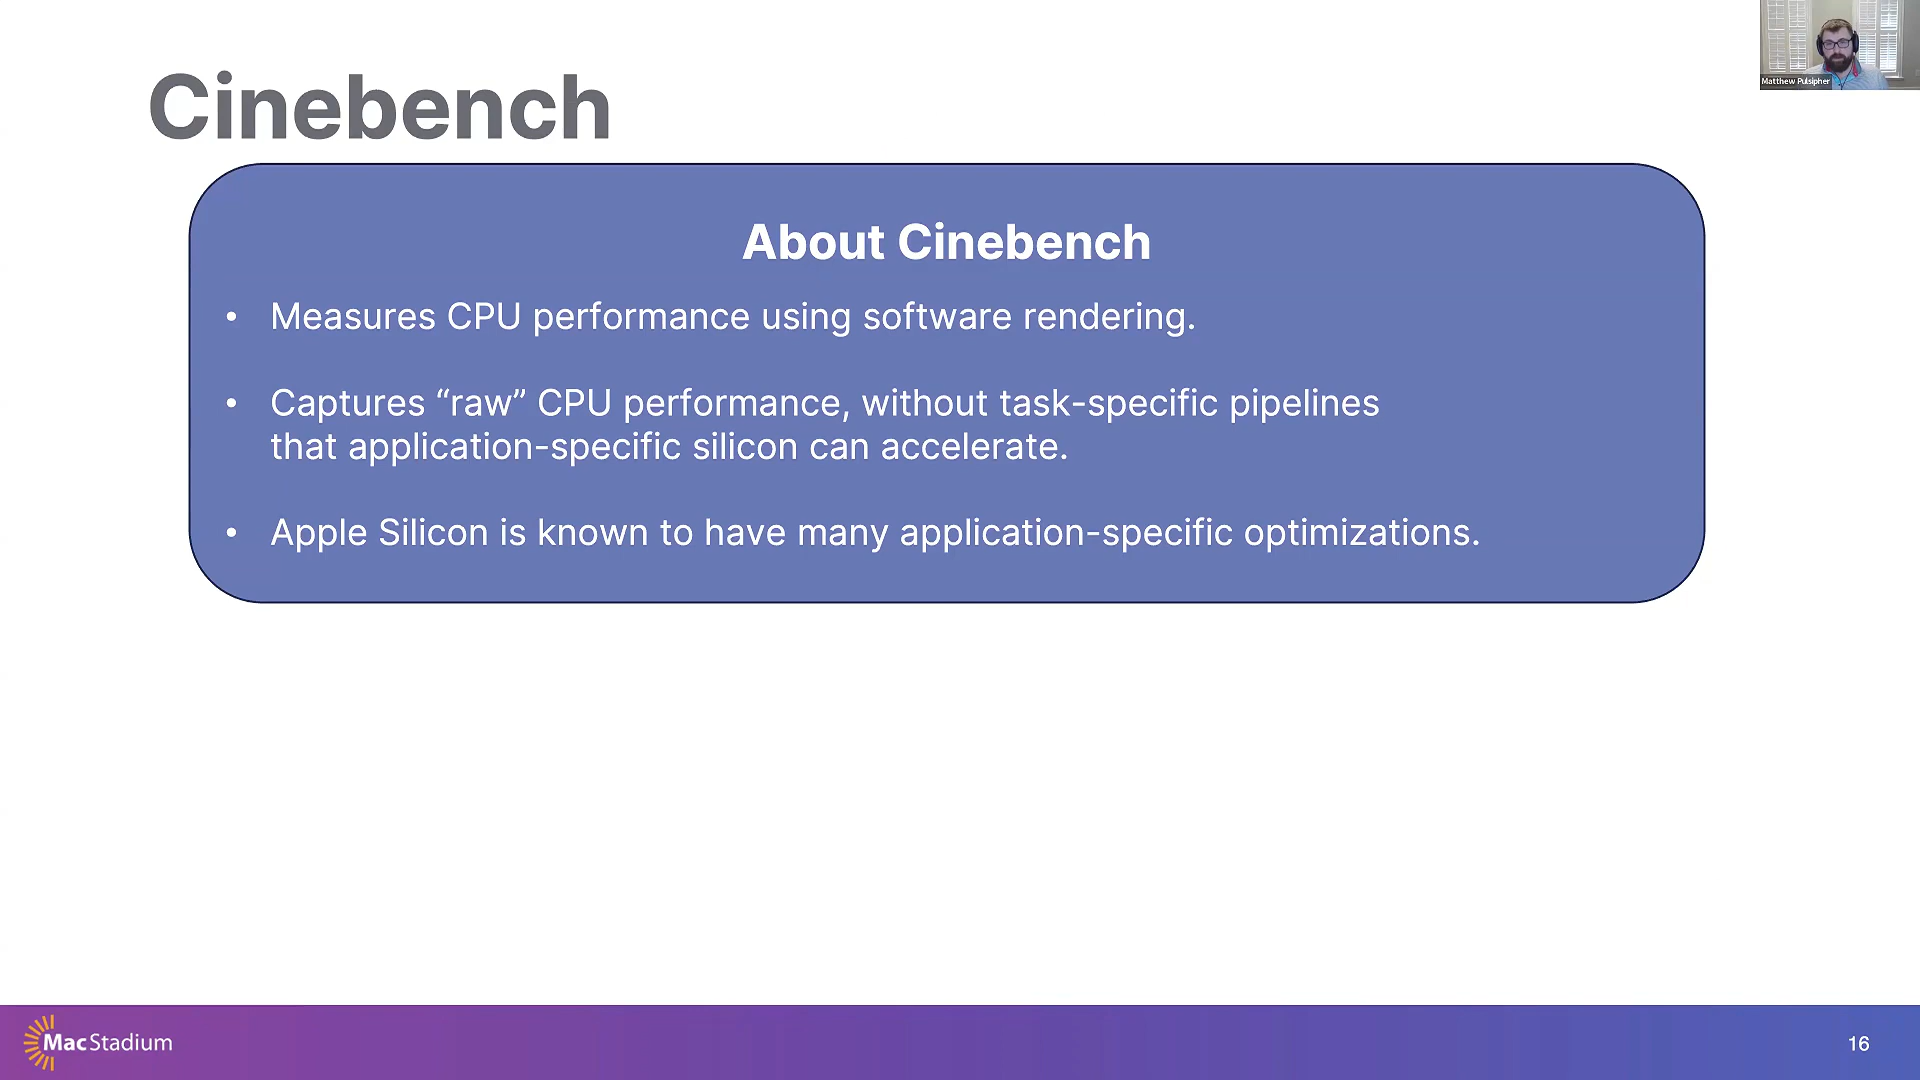 Matthew Pulsipher
Cinebench
About Cinebench
• Measures CPU performance using software rendering.
• Captures “raw” CPU performance, without task-specific pipelines
that application-specific silicon can accelerate.
• Apple Silicon is known to have many application-specific optimizations.
MacStadium
16